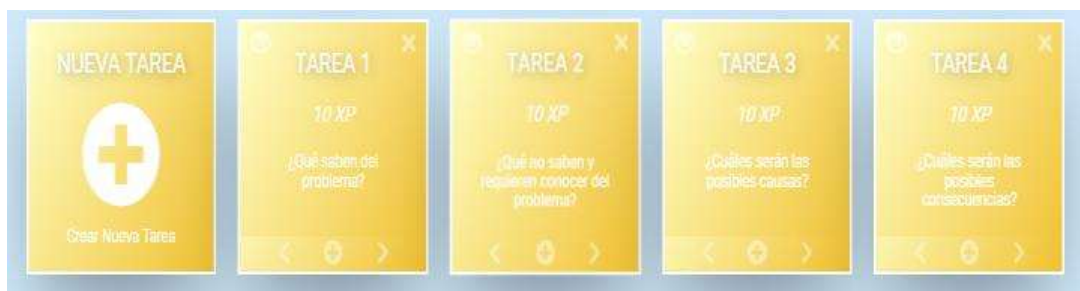 NUEVA TAREA
Crear Nueva Tarea
TAREA 1
10 XP
¿Qué saben del
problema?
TAREA 2
10 XP
¿Qué no saben y
requieren conocer del
problema?
TAREA 3
10 XP
¿Cuáles serán las
posibles causas?
TAREA 4
10 XP
¿Cuáles serán las
posibles
consecuencias?